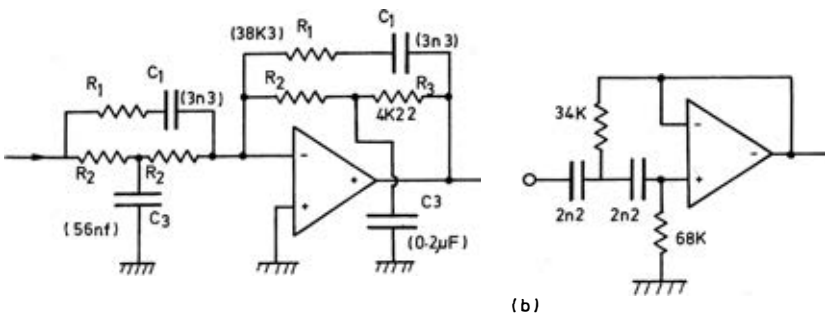 (38K3) R1 C1 (3n3)
R1 C1 (3n3)
R2 R3
4K22
34K
R2 R2
C3 (56nf)
C3 (0·2µF)
2n2 2n2
68K
- + +
- +
(b)